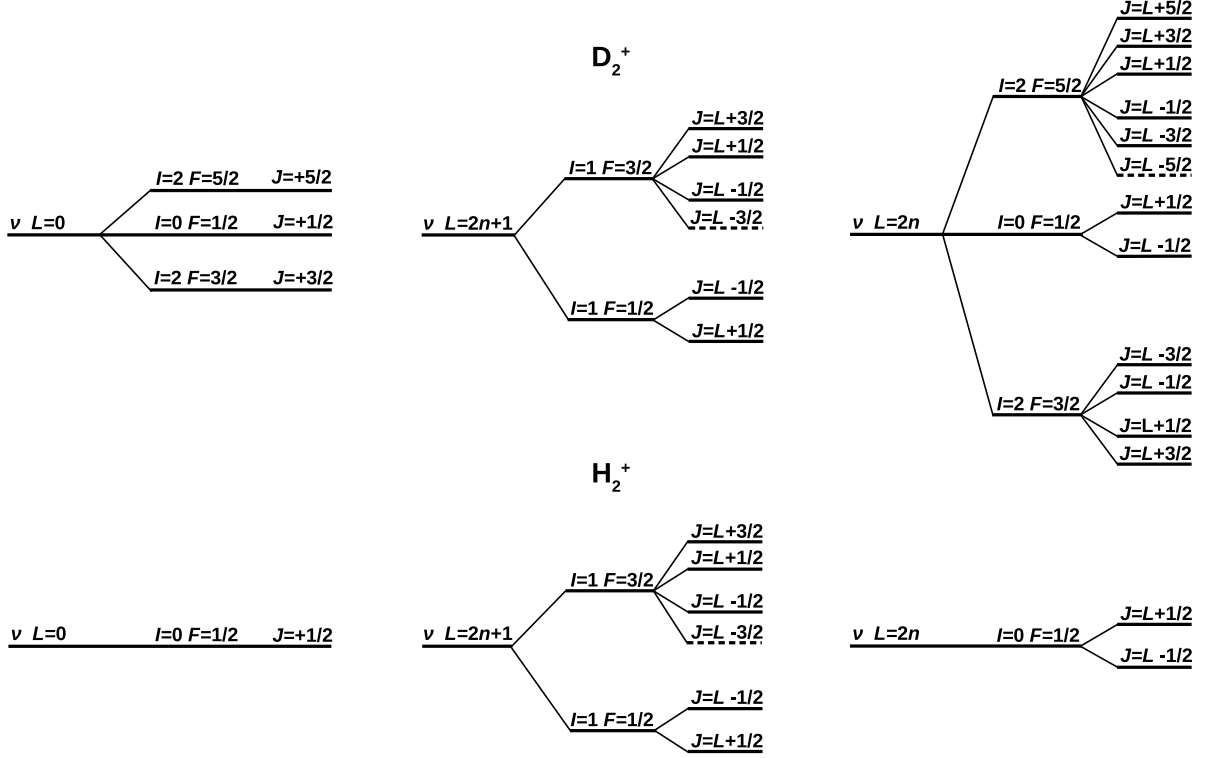 D₂⁺
ν L=0
I=2 F=5/2 J=+5/2
I=0 F=1/2 J=+1/2
I=2 F=3/2 J=+3/2
ν L=2n+1
I=1 F=3/2
J=L+3/2
J=L+1/2
J=L -1/2
J=L -3/2
I=1 F=1/2
J=L -1/2
J=L+1/2
ν L=2n
I=2 F=5/2
J=L+5/2
J=L+3/2
J=L+1/2
J=L -1/2
J=L -3/2
J=L -5/2
I=0 F=1/2
J=L+1/2
J=L -1/2
I=2 F=3/2
J=L -3/2
J=L -1/2
J=L+1/2
J=L+3/2
H₂⁺
ν L=0
I=0 F=1/2 J=+1/2
ν L=2n+1
I=1 F=3/2
J=L+3/2
J=L+1/2
J=L -1/2
J=L -3/2
I=1 F=1/2
J=L -1/2
J=L+1/2
ν L=2n
I=0 F=1/2
J=L+1/2
J=L -1/2